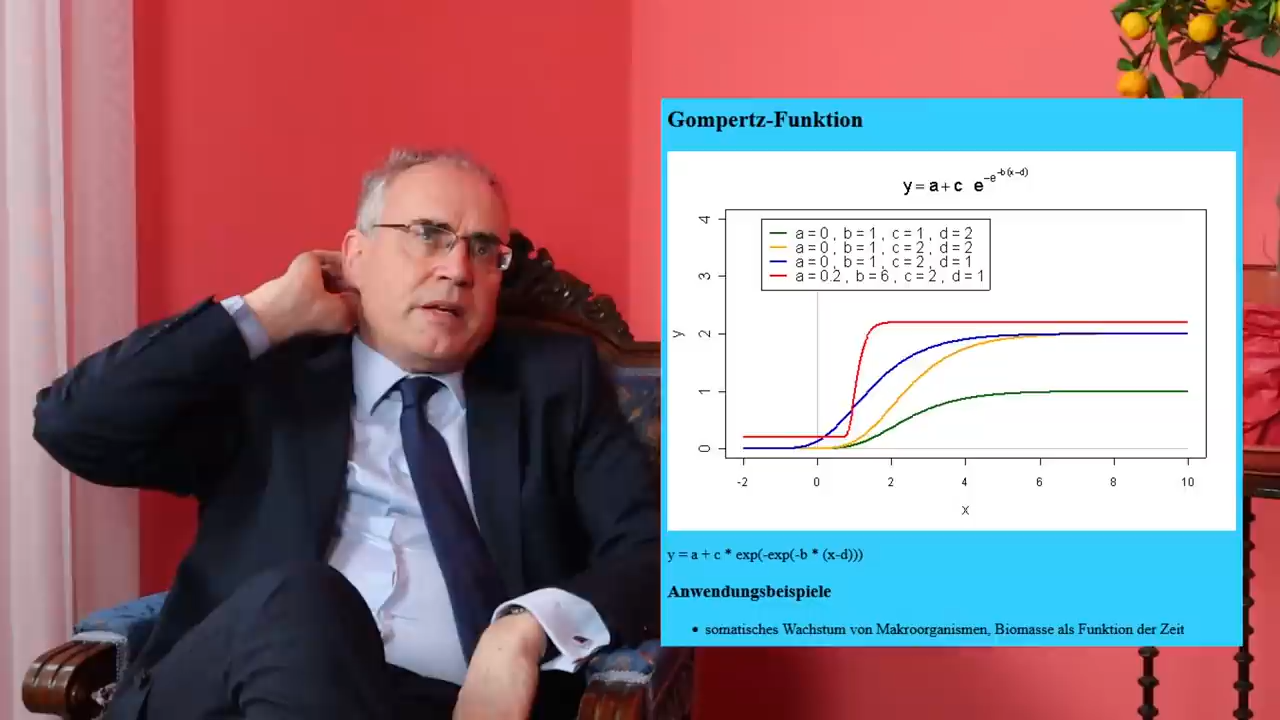 Gompertz-Funktion
y = a + c e^-e^-b(x-d)
a = 0 , b = 1 , c = 1 , d = 2
a = 0 , b = 1 , c = 2 , d = 2
a = 0 , b = 1 , c = 2 , d = 1
a = 0.2 , b = 6 , c = 2 , d = 1
4
3
2
1
0
y
-2 0 2 4 6 8 10
x
y = a + c * exp(-exp(-b * (x-d)))
Anwendungsbeispiele
• somatisches Wachstum von Makroorganismen, Biomasse als Funktion der Zeit